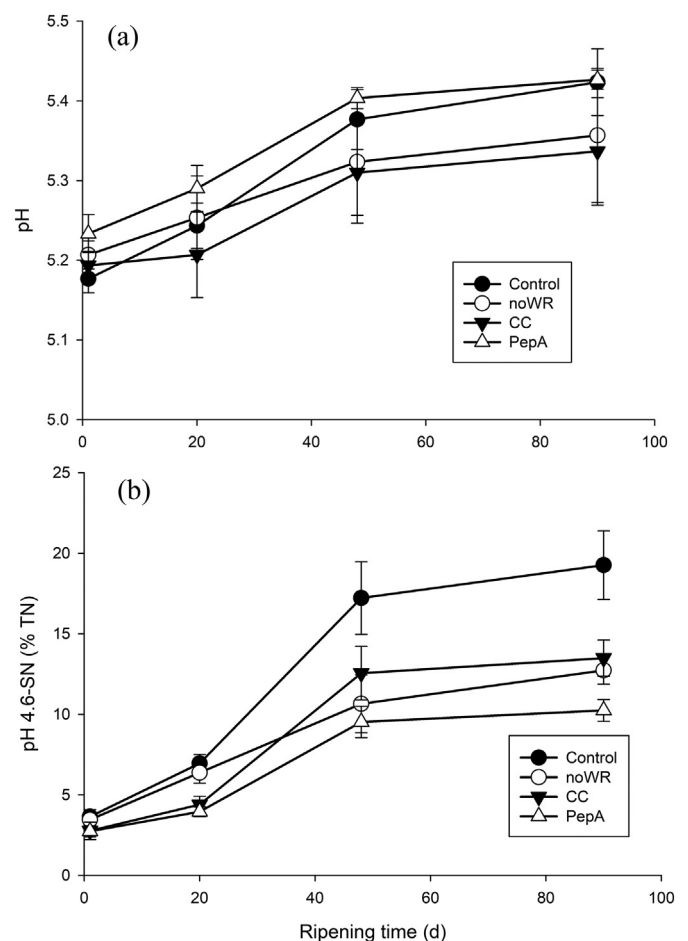 (a)
5.5
5.4
5.3
5.2
5.1
5.0
pH
Control
noWR
CC
PepA
0 20 40 60 80 100
(b)
25
20
15
10
5
0
pH 4.6-SN (% TN)
Control
noWR
CC
PepA
0 20 40 60 80 100
Ripening time (d)